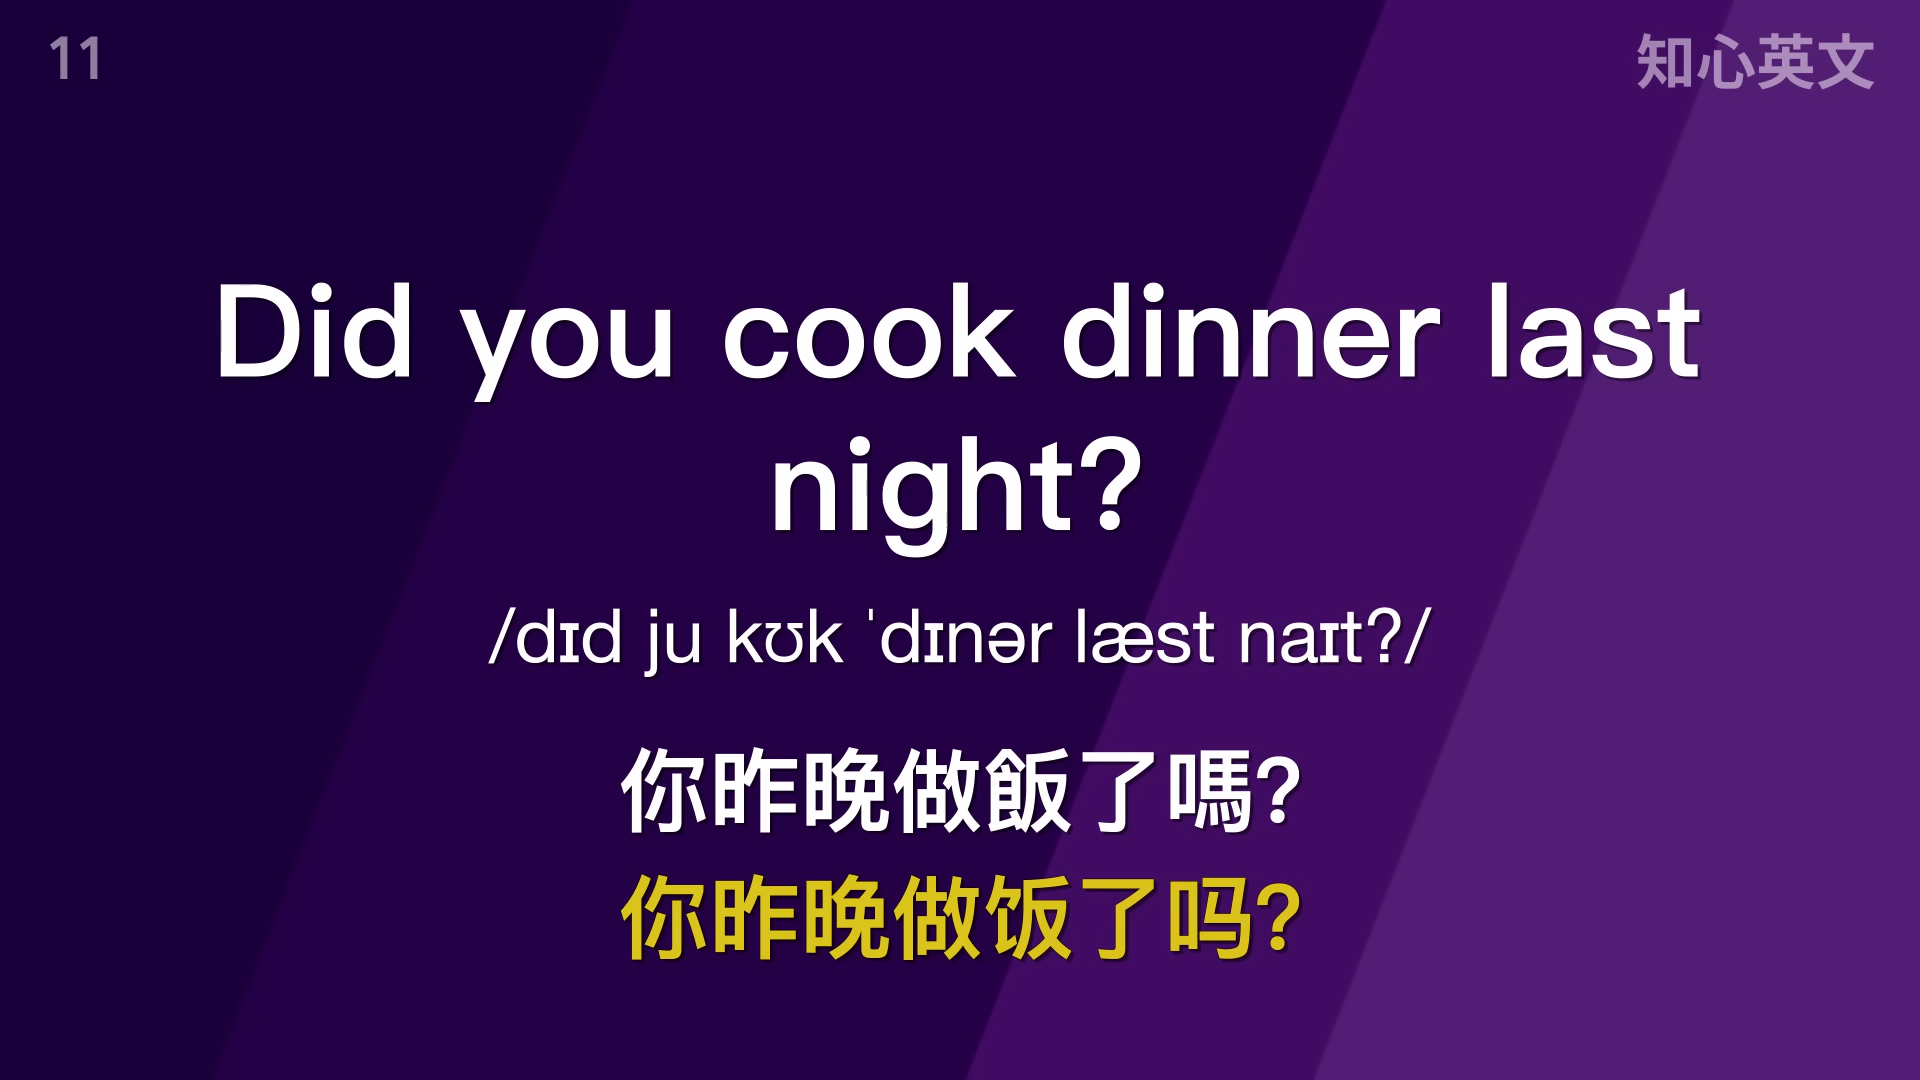 11
知心英文
Did you cook dinner last
night?
/dɪd ju kʊk ˈdɪnər læst naɪt?/
你昨晚做飯了嗎?
你昨晚做饭了吗?